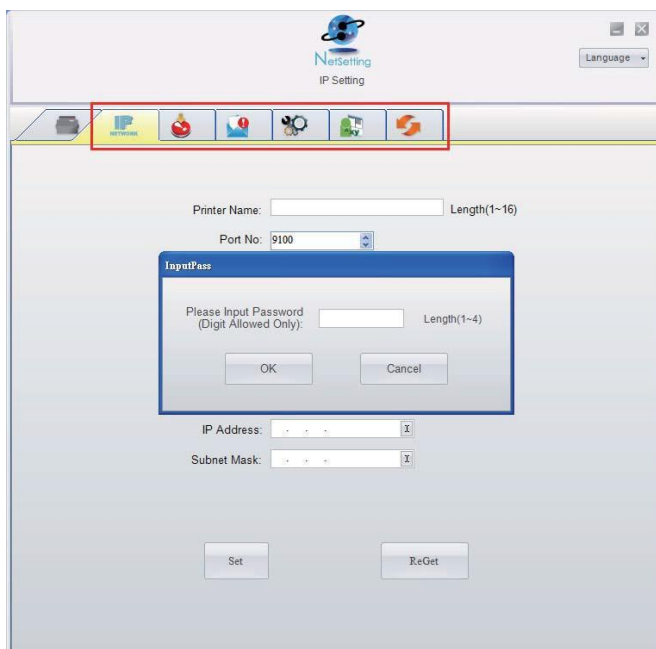 NetSetting
IP Setting
Language
IP
NETWORK
Printer Name:
Length(1~16)
Port No: 9100
InputPass
Please Input Password
(Digit Allowed Only):
Length(1~4)
OK
Cancel
IP Address: . . .
Subnet Mask: . . .
Set
ReGet